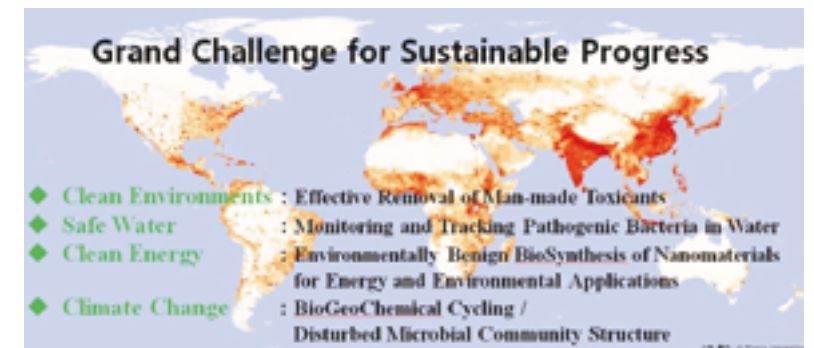 Grand Challenge for Sustainable Progress
◆ Clean Environments : Effective Removal of Man-made Toxicants
◆ Safe Water : Monitoring and Tracking Pathogenic Bacteria in Water
◆ Clean Energy : Environmentally Benign BioSynthesis of Nanomaterials
for Energy and Environmental Applications
◆ Climate Change : BioGeoChemical Cycling /
Disturbed Microbial Community Structure